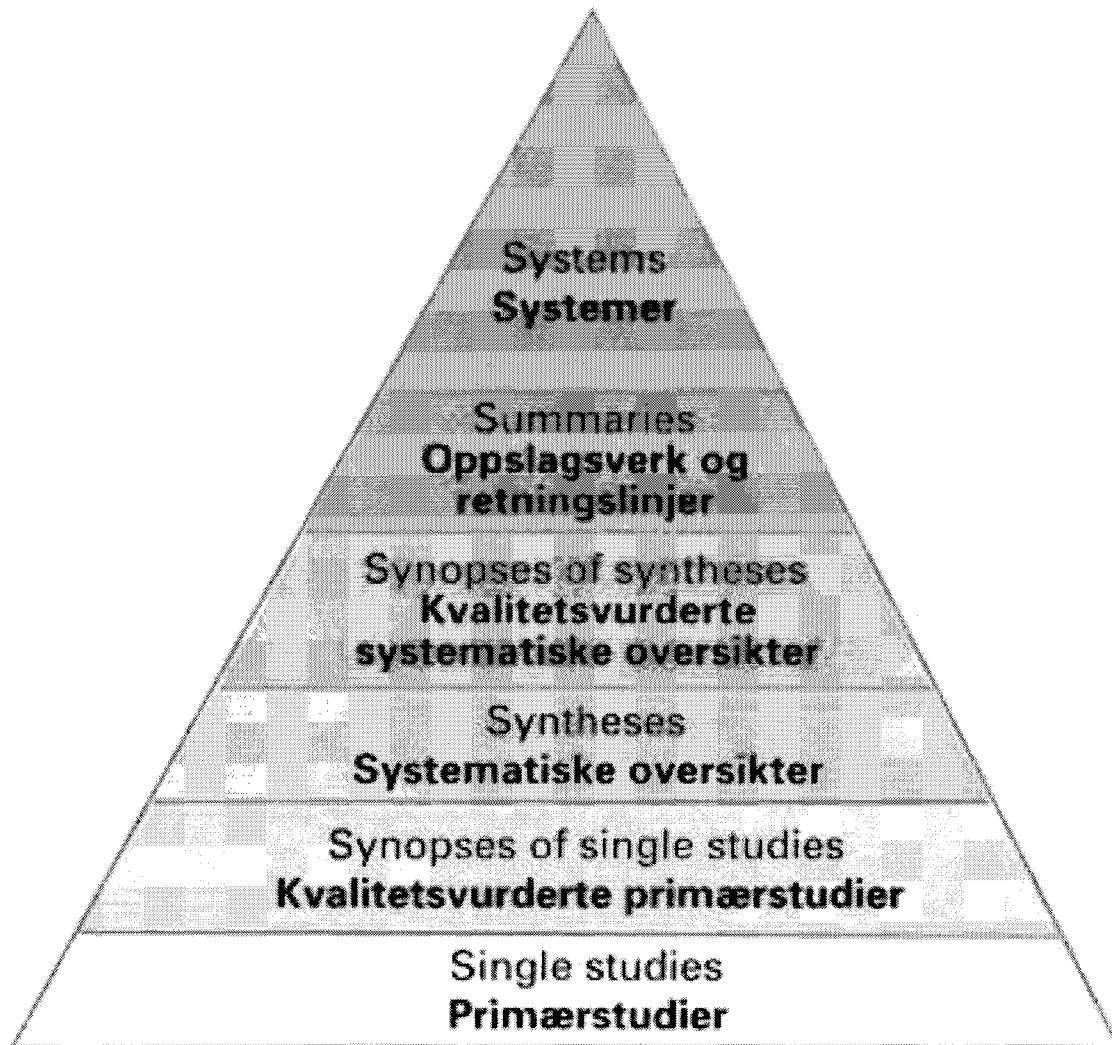 Systems
Systemer
Summaries
Oppslagsverk og
retningslinjer
Synopses of syntheses
Kvalitetsvurderte
systematiske oversikter
Syntheses
Systematiske oversikter
Synopses of single studies
Kvalitetsvurderte primærstudier
Single studies
Primærstudier